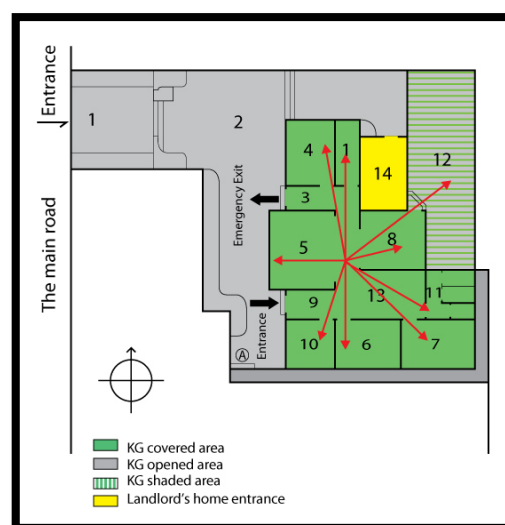 Entrance
The main road
1
2
4
1
14
12
3
Emergency Exit
8
5
13
11
9
Entrance
A
10
6
7
KG covered area
KG opened area
KG shaded area
Landlord's home entrance